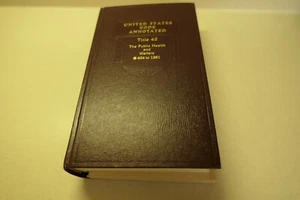 UNITED STATES
CODE
ANNOTATED
Title 42
The Public Health
and
Welfare